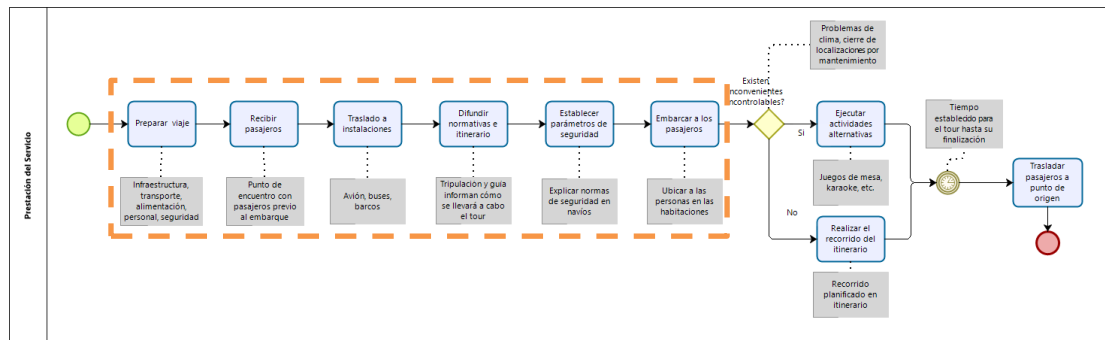 Prestación del Servicio
Preparar viaje
Infraestructura,
transporte,
alimentación,
personal, seguridad
Recibir
pasajeros
Punto de
encuentro con
pasajeros previo al
embarque
Traslado a
instalaciones
Avión, buses,
barcos
Difundir
normativas e
itinerario
Tripulación y guía
informan cómo
se llevará a cabo
el tour
Establecer
parámetros de
seguridad
Explicar normas
de seguridad en
navíos
Embarcar a los
pasajeros
Ubicar a las
personas en las
habitaciones
Existen
inconvenientes
incontrolables?
Problemas de
clima, cierre de
localizaciones por
mantenimiento
Si
Ejecutar
actividades
alternativas
Juegos de mesa,
karaoke, etc.
No
Realizar el
recorrido del
itinerario
Recorrido
planificado en
itinerario
Tiempo
establecido para
el tour hasta su
finalización
Trasladar
pasajeros a
punto de
origen